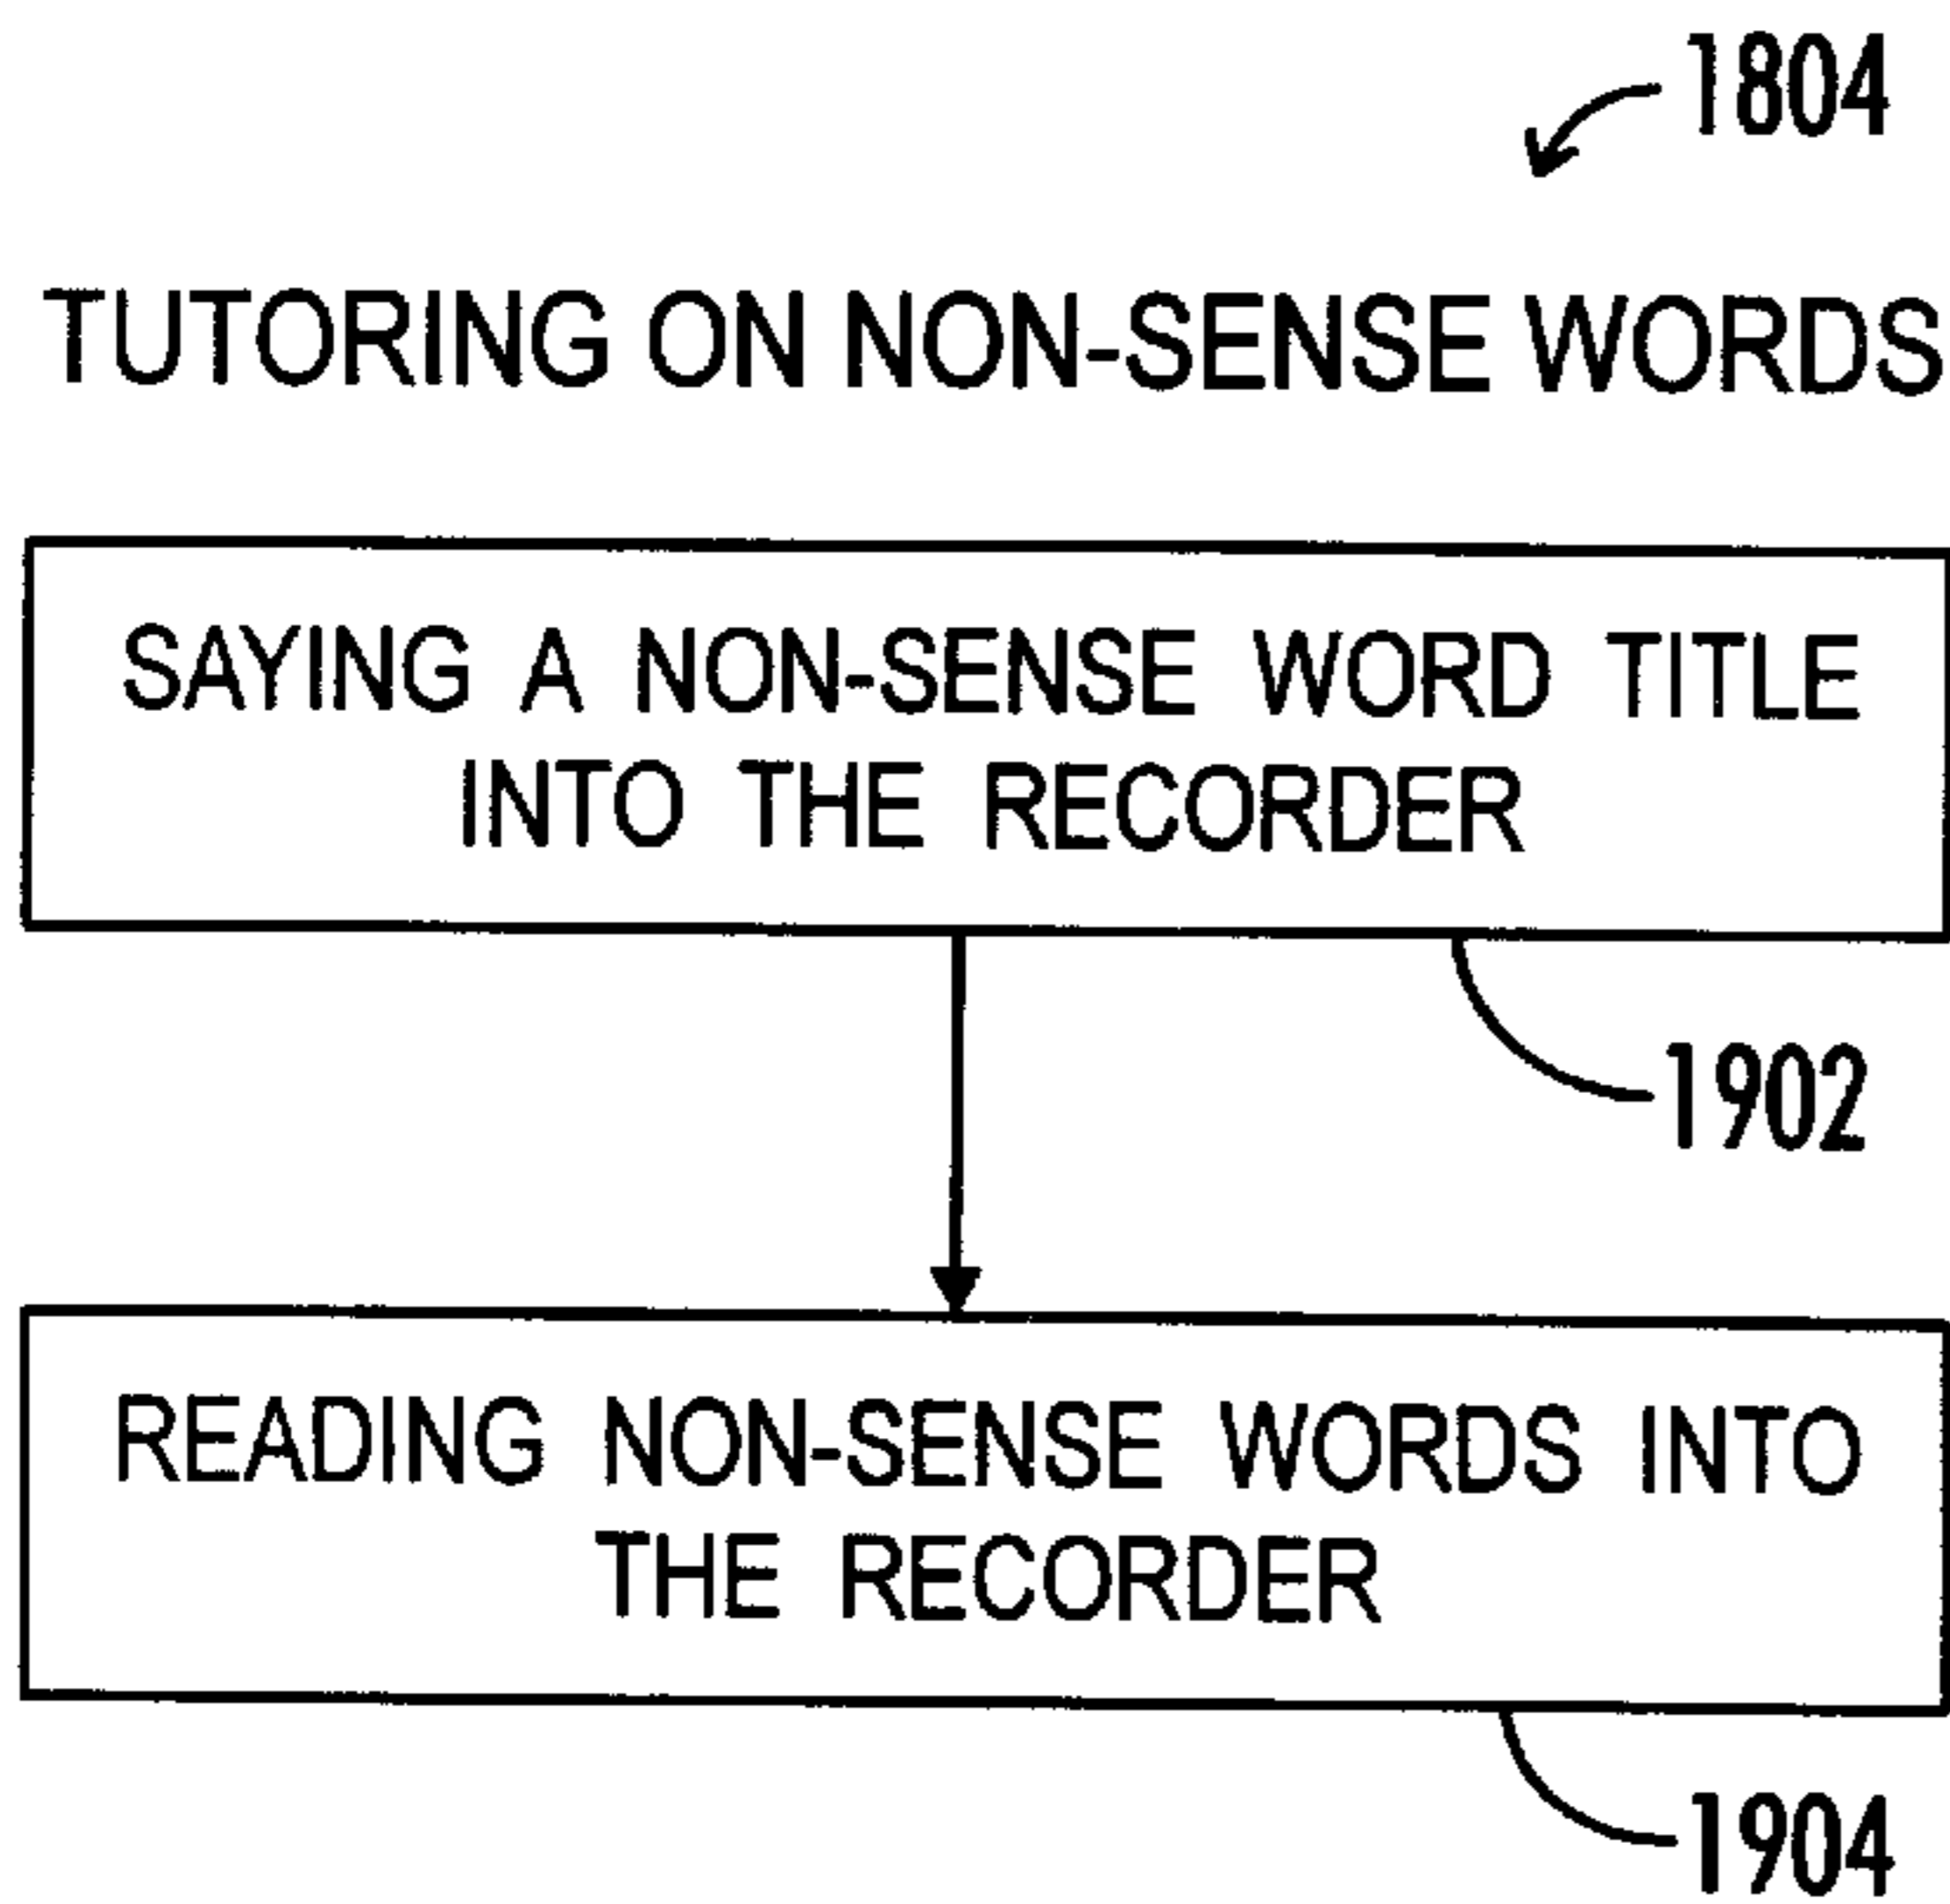 1804
TUTORING ON NON-SENSE WORDS
SAYING A NON-SENSE WORD TITLE
INTO THE RECORDER
1902
READING NON-SENSE WORDS INTO
THE RECORDER
1904